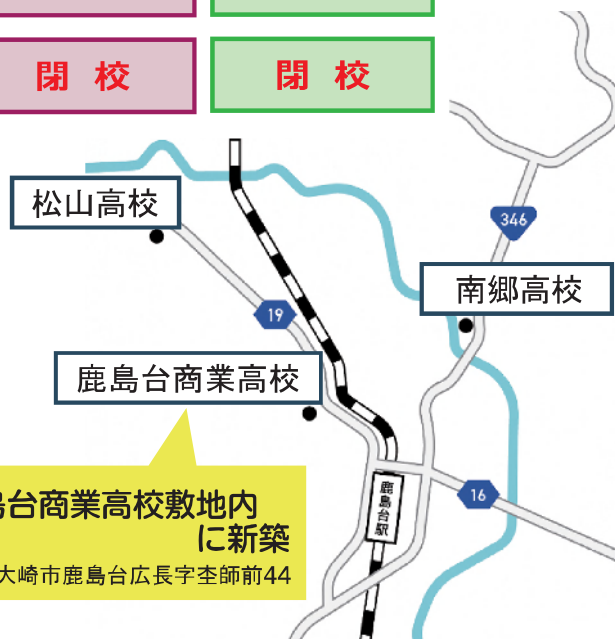 閉校
閉校
松山高校
346
南郷高校
19
鹿島台商業高校
16
鹿島台駅
島台商業高校敷地内
に新築
大崎市鹿島台広長字杢師前44